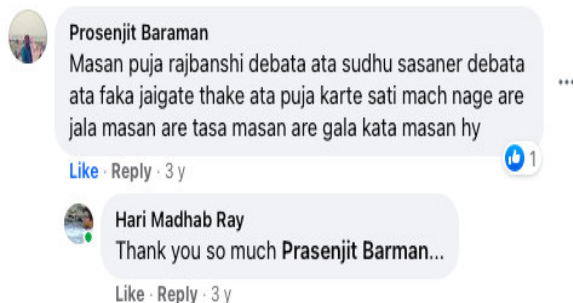 Prosenjit Baraman
Masan puja rajbanshi debata ata sudhu sasaner debata
ata faka jaigate thake ata puja karte sati mach nage are
jala masan are tasa masan are gala kata masan hy
1
Like · Reply · 3 y
Hari Madhab Ray
Thank you so much Prasenjit Barman...
Like · Reply · 3 y